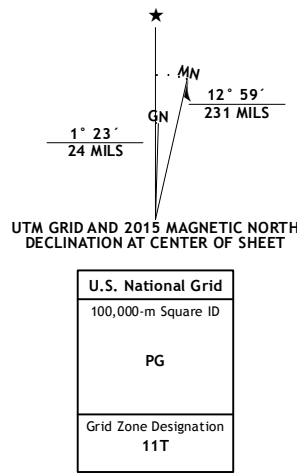 ★
MN
GN
12° 59´
231 MILS
1° 23´
24 MILS
UTM GRID AND 2015 MAGNETIC NORTH
DECLINATION AT CENTER OF SHEET
U.S. National Grid
100,000-m Square ID
PG
Grid Zone Designation
11T